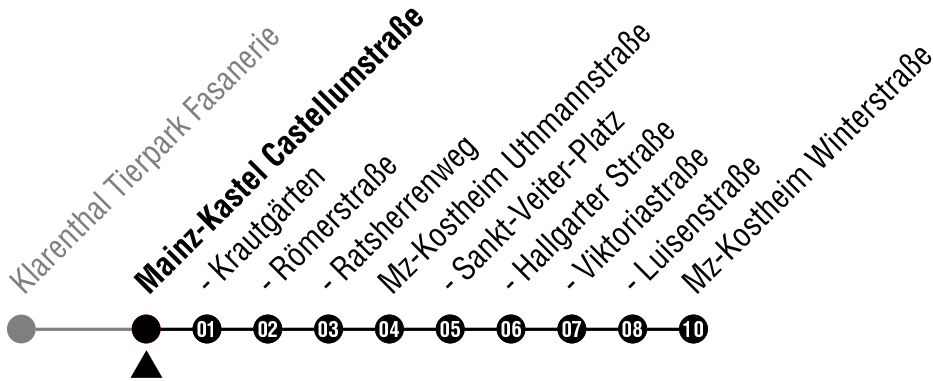 Klarenthal Tierpark Fasanerie
Mainz-Kastel Castellumstraße
- Krautgärten
- Römerstraße
- Ratsherrenweg
Mz-Kostheim Uthmannstraße
- Sankt-Veiter-Platz
- Hallgarter Straße
- Viktoriastraße
- Luisenstraße
Mz-Kostheim Winterstraße
01 02 03 04 05 06 07 08 10